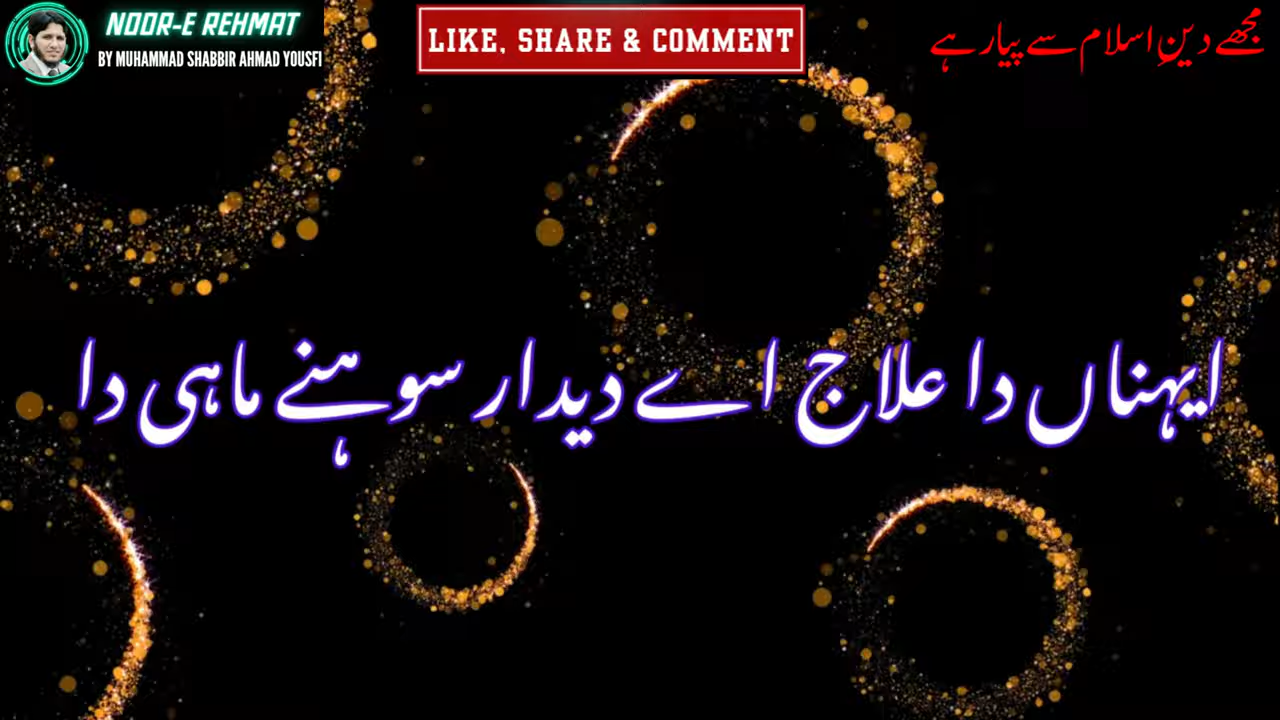 NOOR-E REHMAT
BY MUHAMMAD SHABBIR AHMAD YOUSFI
LIKE, SHARE & COMMENT
مجھے دینِ اسلام سے پیار ہے
ایہناں دا علاج اے دیدار سوہنے ماہی دا